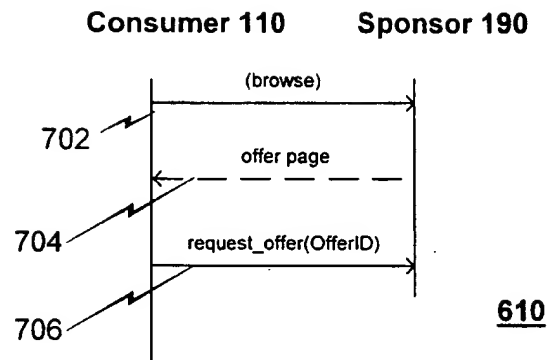 Consumer 110 Sponsor 190
(browse)
702
offer page
704
request_offer(OfferID)
706
610